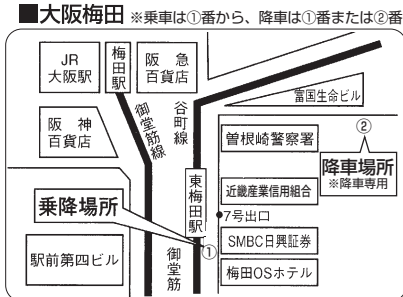 ■大阪梅田 ※乗車は①番から、降車は①番または②番
JR
大阪駅
梅田駅
阪急
百貨店
御堂筋線
谷町線
富国生命ビル
阪神
百貨店
曽根崎警察署
②
降車場所
※降車専用
東梅田駅
近畿産業信用組合
乗降場所
7号出口
①
SMBC日興証券
駅前第四ビル
御堂筋
梅田OSホテル